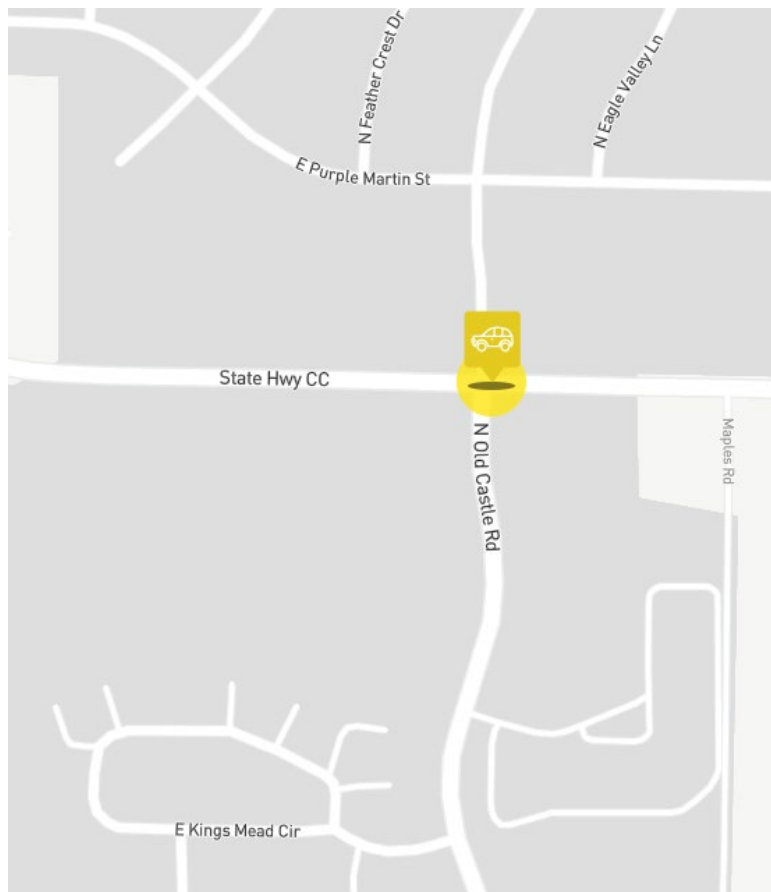 N Feather Crest Dr
N Eagle Valley Ln
E Purple Martin St
State Hwy CC
N Old Castle Rd
Maples Rd
E Kings Mead Cir